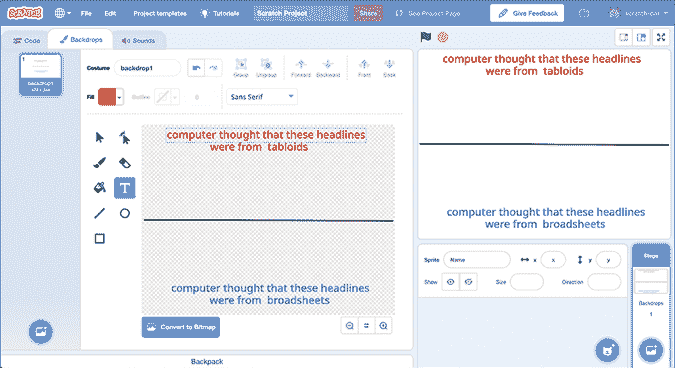 SCRATCH
File Edit Project templates Tutorials Scratch Project Share See Project Page Give Feedback
Code Backdrops Sounds
1
backdrop1
Costume backdrop1
Group Ungroup Forward Backward Front Back
Fill Outline 0 Sans Serif
computer thought that these headlines
were from tabloids
computer thought that these headlines
were from broadsheets
Convert to Bitmap
Backpack
computer thought that these headlines
were from tabloids
computer thought that these headlines
were from broadsheets
Sprite Name x x y y
Show Size Direction
Stage
Backdrops
1